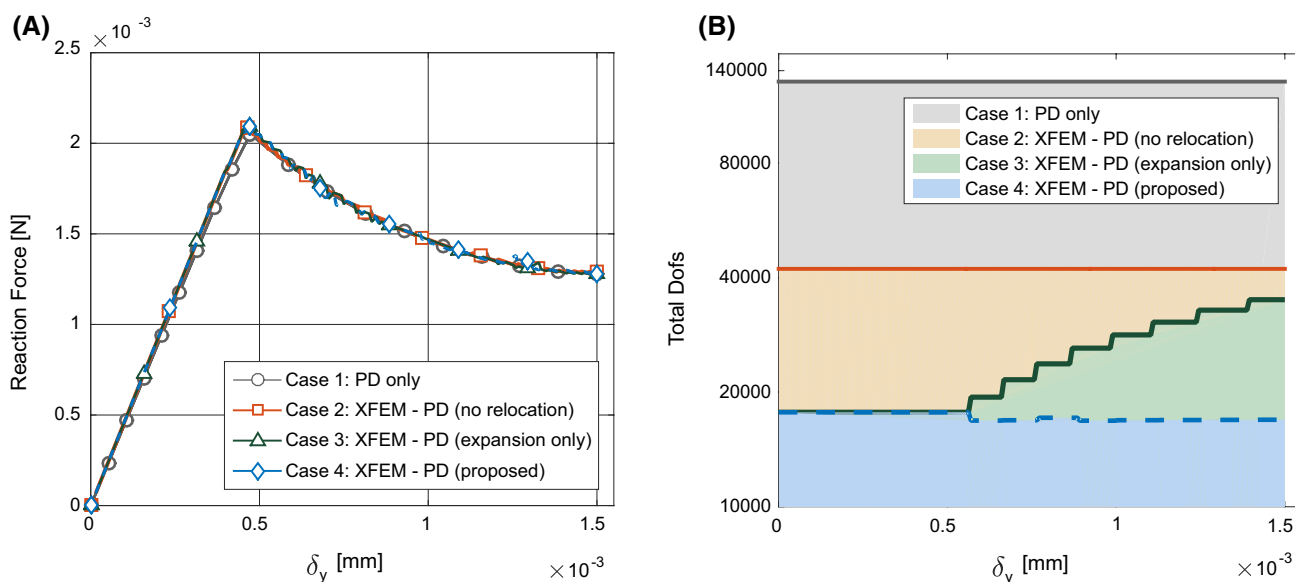 (A)
× 10 -3
2.5
2
1.5
1
0.5
0
Reaction Force [N]
Case 1: PD only
Case 2: XFEM - PD (no relocation)
Case 3: XFEM - PD (expansion only)
Case 4: XFEM - PD (proposed)
0 0.5 1 1.5
δy [mm] × 10 -3
(B)
140000
80000
40000
20000
10000
Total Dofs
Case 1: PD only
Case 2: XFEM - PD (no relocation)
Case 3: XFEM - PD (expansion only)
Case 4: XFEM - PD (proposed)
0 0.5 1 1.5
δy [mm] × 10 -3